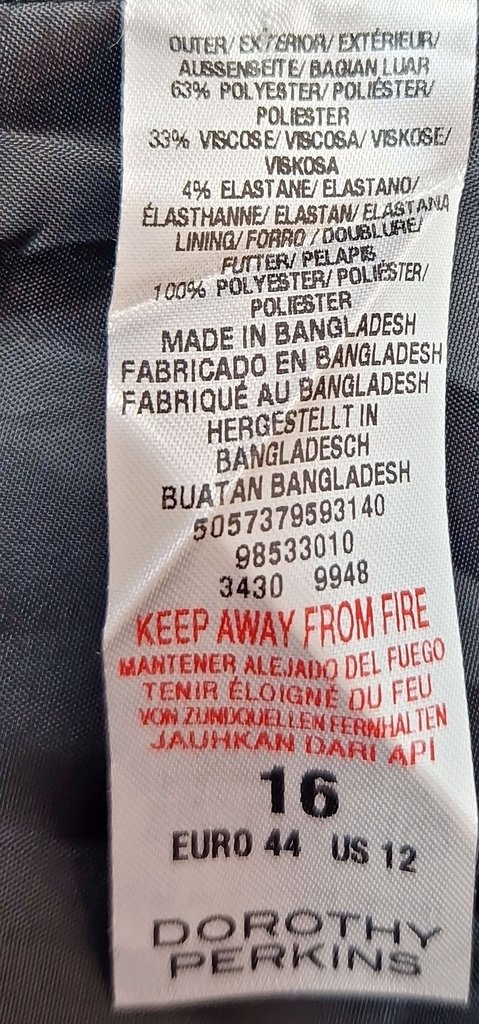 OUTER/ EXTERIOR/ EXTÉRIEUR/
AUSSENSEITE/ BAGIAN LUAR
63% POLYESTER/ POLIÉSTER/
POLIESTER
33% VISCOSE/ VISCOSA/ VISKOSE/
VISKOSA
4% ELASTANE/ ELASTANO/
ÉLASTHANNE/ ELASTAN/ ELASTANA
LINING/ FORRO / DOUBLURE/
FUTTER/ PELAPIS
100% POLYESTER/ POLIÉSTER/
POLIESTER
MADE IN BANGLADESH
FABRICADO EN BANGLADESH
FABRIQUÉ AU BANGLADESH
HERGESTELLT IN
BANGLADESCH
BUATAN BANGLADESH
5057379593140
98533010
3430 9948
KEEP AWAY FROM FIRE
MANTENER ALEJADO DEL FUEGO
TENIR ÉLOIGNÉ DU FEU
VON ZUNDQUELLEN FERNHALTEN
JAUHKAN DARI API
16
EURO 44 US 12
DOROTHY
PERKINS